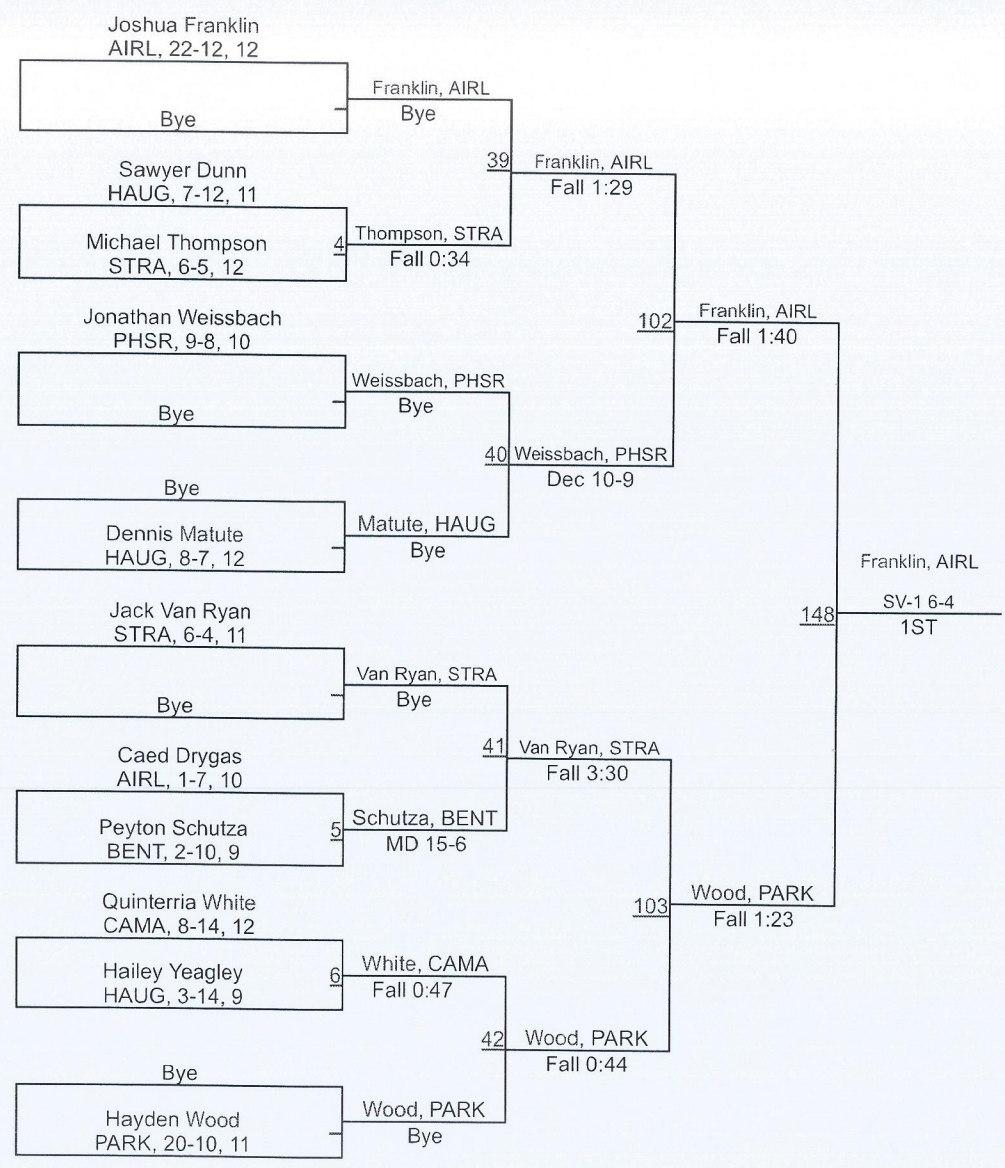 Joshua Franklin
AIRL, 22-12, 12
Bye
Franklin, AIRL
Bye
Sawyer Dunn
HAUG, 7-12, 11
Michael Thompson
STRA, 6-5, 12
4
Thompson, STRA
Fall 0:34
39
Franklin, AIRL
Fall 1:29
Jonathan Weissbach
PHSR, 9-8, 10
Bye
Weissbach, PHSR
Bye
Bye
Dennis Matute
HAUG, 8-7, 12
Matute, HAUG
Bye
40
Weissbach, PHSR
Dec 10-9
102
Franklin, AIRL
Fall 1:40
Jack Van Ryan
STRA, 6-4, 11
Bye
Van Ryan, STRA
Bye
Caed Drygas
AIRL, 1-7, 10
Peyton Schutza
BENT, 2-10, 9
5
Schutza, BENT
MD 15-6
41
Van Ryan, STRA
Fall 3:30
Quinterria White
CAMA, 8-14, 12
Hailey Yeagley
HAUG, 3-14, 9
6
White, CAMA
Fall 0:47
Bye
Hayden Wood
PARK, 20-10, 11
Wood, PARK
Bye
42
Wood, PARK
Fall 0:44
103
Wood, PARK
Fall 1:23
148
Franklin, AIRL
SV-1 6-4
1ST